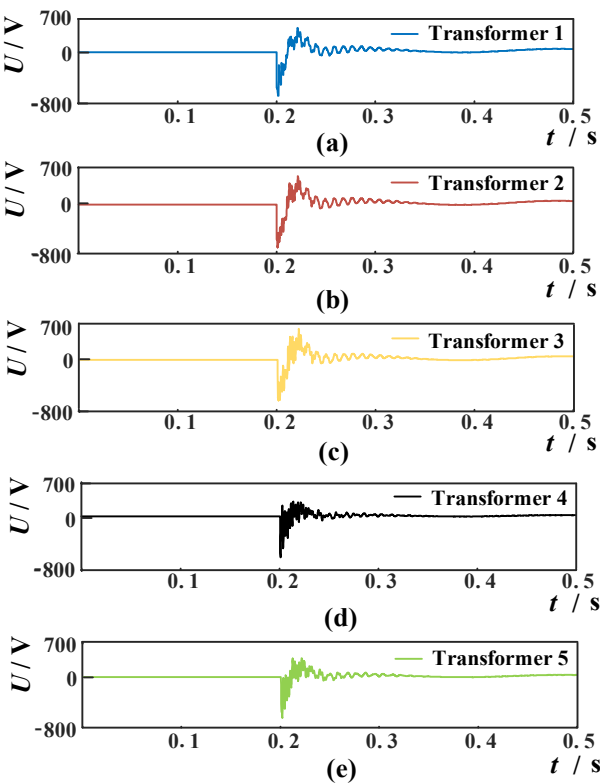 700
Transformer 1
0
U / V
-800
0.1 0.2 0.3 0.4 0.5
(a)
t / s
700
Transformer 2
0
U / V
-800
0.1 0.2 0.3 0.4 0.5
(b)
t / s
700
Transformer 3
0
U / V
-800
0.1 0.2 0.3 0.4 0.5
(c)
t / s
700
Transformer 4
0
U / V
-800
0.1 0.2 0.3 0.4 0.5
(d)
t / s
700
Transformer 5
0
U / V
-800
0.1 0.2 0.3 0.4 0.5
(e)
t / s